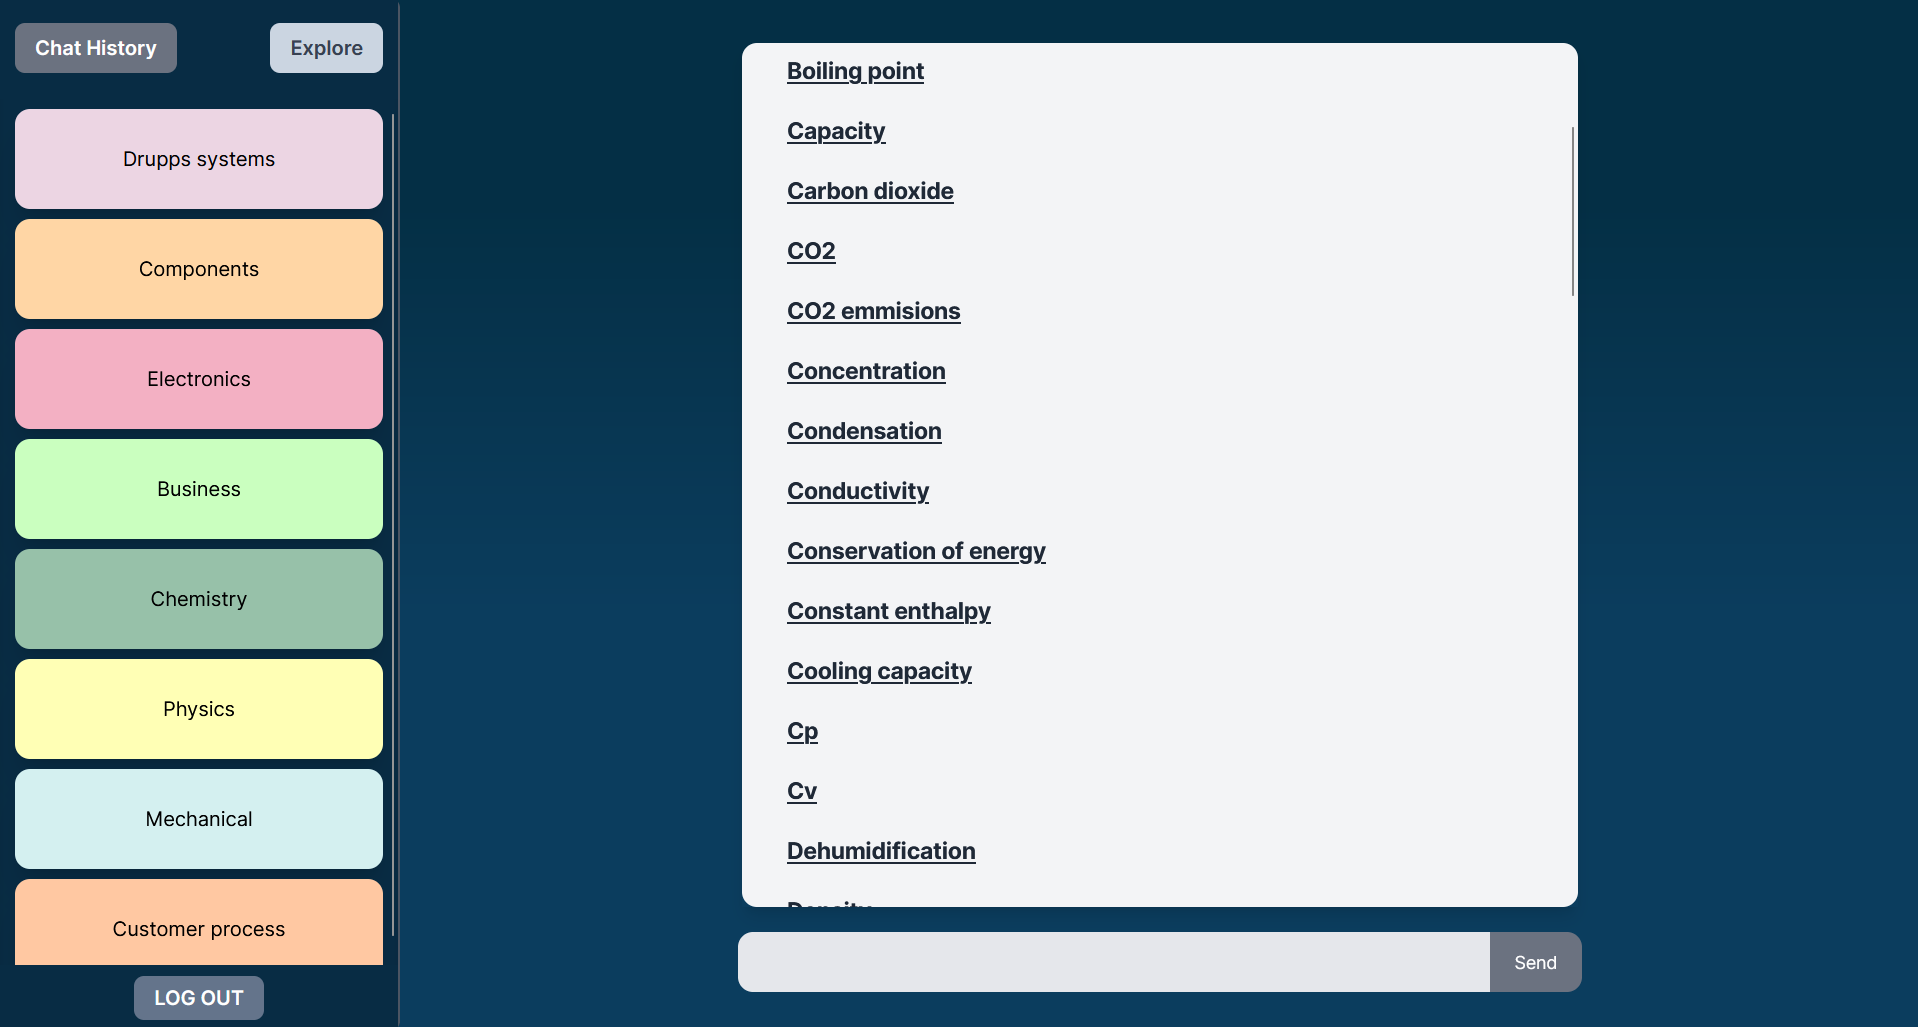 Chat History
Explore
Drupps systems
Components
Electronics
Business
Chemistry
Physics
Mechanical
Customer process
LOG OUT
Boiling point
Capacity
Carbon dioxide
CO2
CO2 emmisions
Concentration
Condensation
Conductivity
Conservation of energy
Constant enthalpy
Cooling capacity
Cp
Cv
Dehumidification
Density
Send